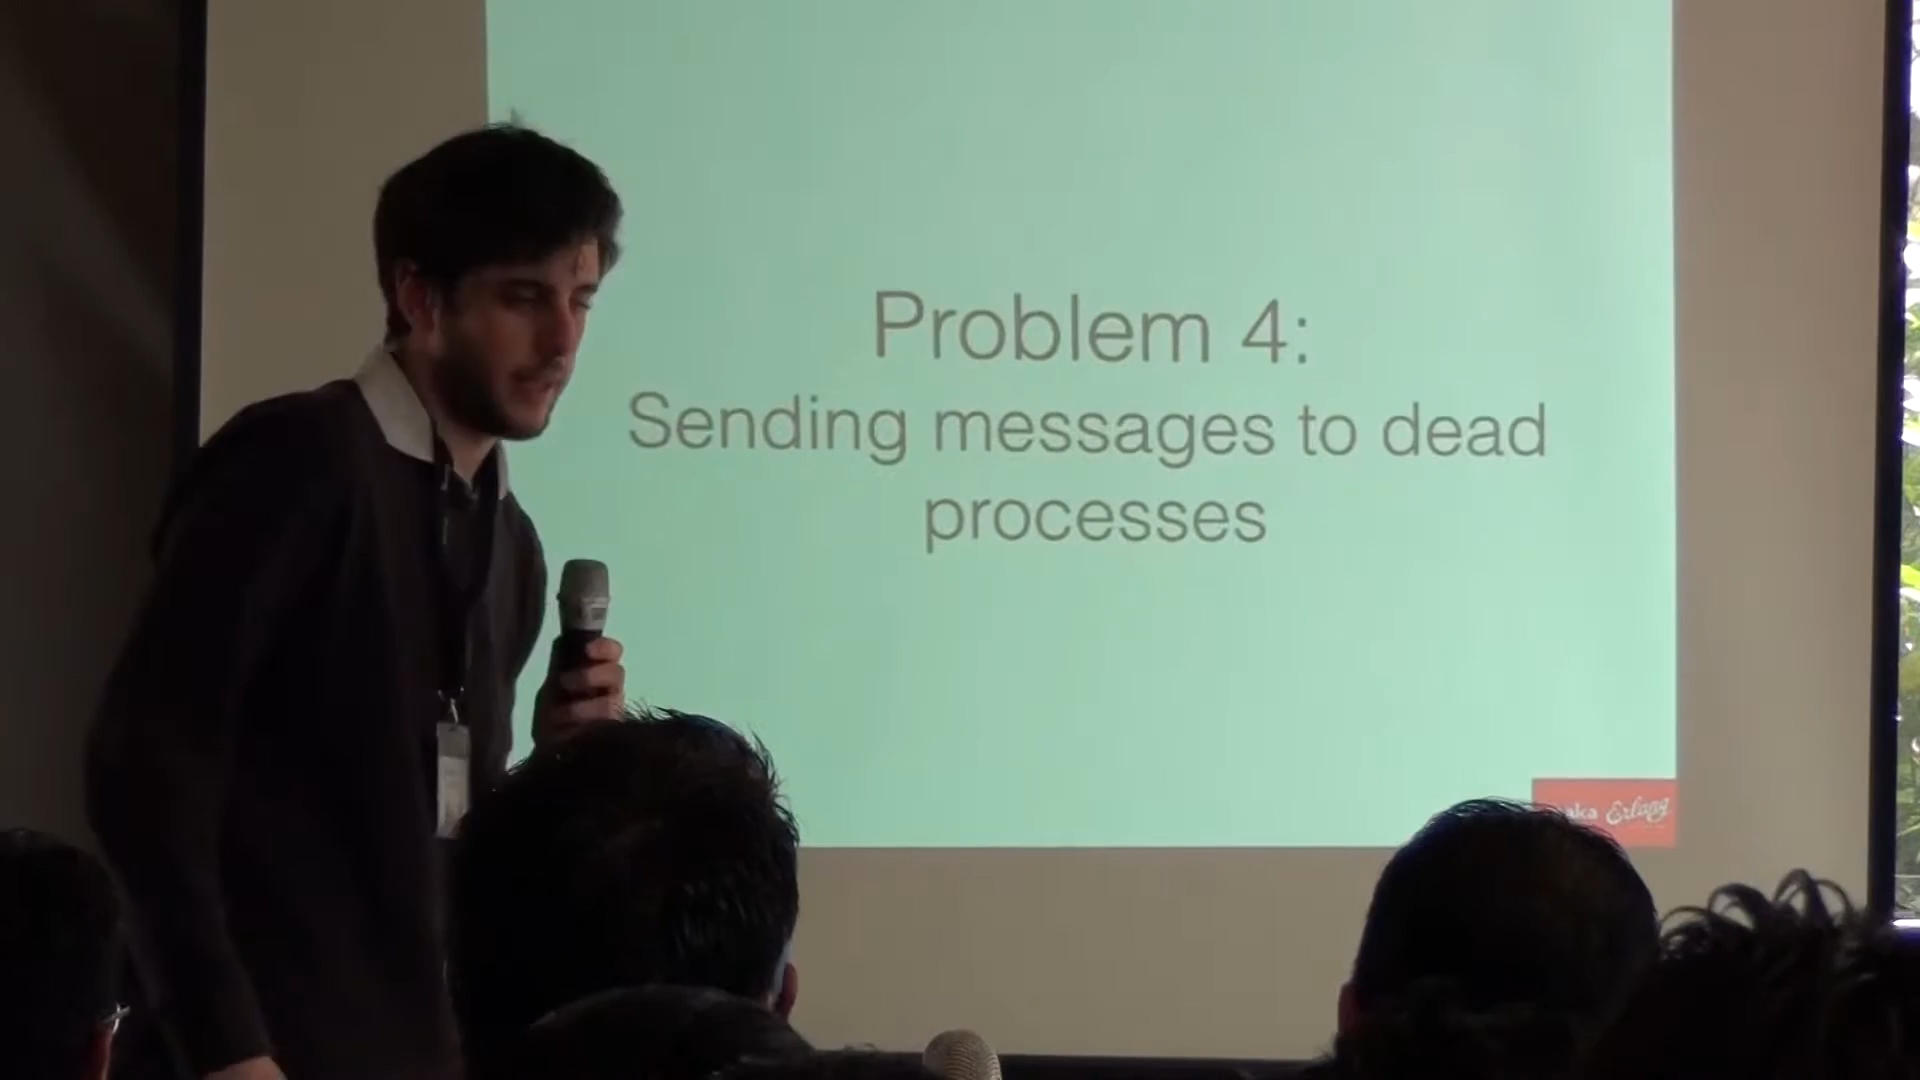 Problem 4:
Sending messages to dead
processes
Erlang